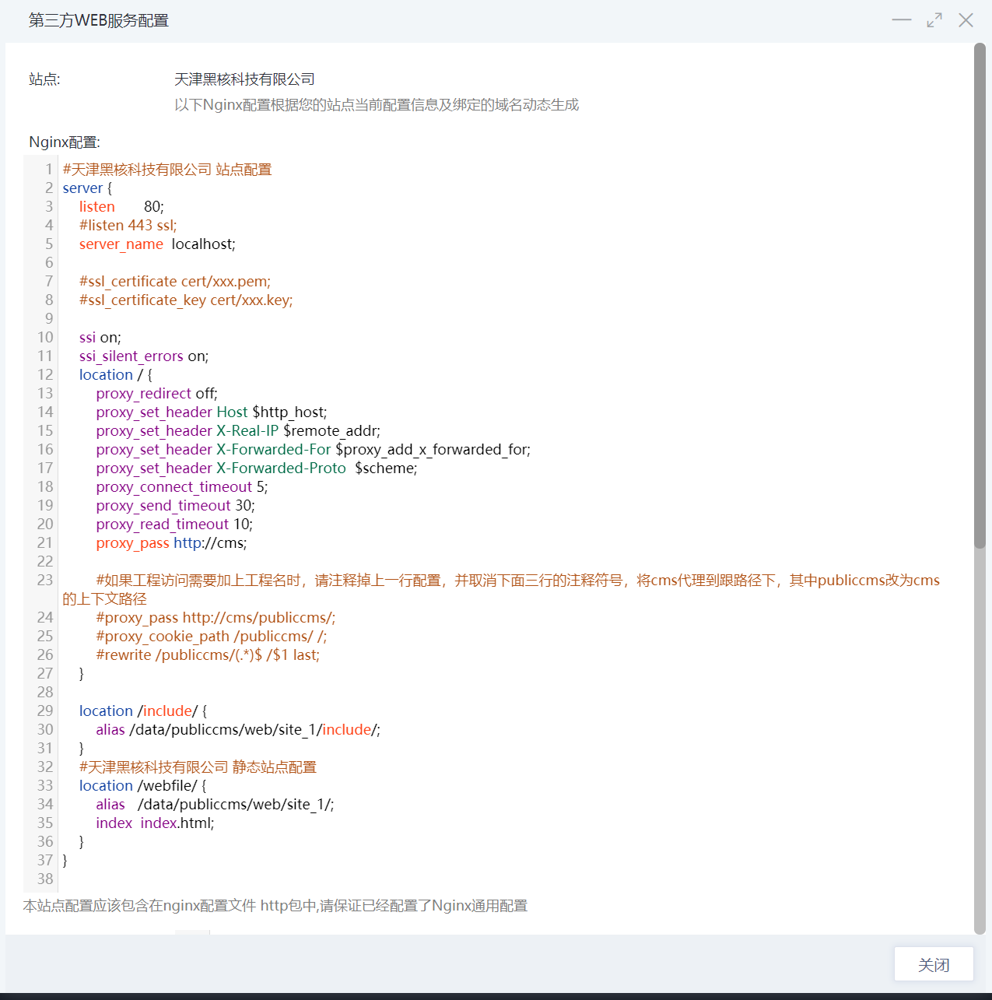 第三方WEB服务配置
站点:
天津黑核科技有限公司
以下Nginx配置根据您的站点当前配置信息及绑定的域名动态生成
Nginx配置:
1 #天津黑核科技有限公司 站点配置
2 server {
3 listen 80;
4 #listen 443 ssl;
5 server_name localhost;
6
7 #ssl_certificate cert/xxx.pem;
8 #ssl_certificate_key cert/xxx.key;
9
10 ssi on;
11 ssi_silent_errors on;
12 location / {
13 proxy_redirect off;
14 proxy_set_header Host $http_host;
15 proxy_set_header X-Real-IP $remote_addr;
16 proxy_set_header X-Forwarded-For $proxy_add_x_forwarded_for;
17 proxy_set_header X-Forwarded-Proto $scheme;
18 proxy_connect_timeout 5;
19 proxy_send_timeout 30;
20 proxy_read_timeout 10;
21 proxy_pass http://cms;
22
23 #如果工程访问需要加上工程名时，请注释掉上一行配置，并取消下面三行的注释符号，将cms代理到跟路径下，其中publiccms改为cms
的上下文路径
24 #proxy_pass http://cms/publiccms/;
25 #proxy_cookie_path /publiccms/ /;
26 #rewrite /publiccms/(.*)$ /$1 last;
27 }
28
29 location /include/ {
30 alias /data/publiccms/web/site_1/include/;
31 }
32 #天津黑核科技有限公司 静态站点配置
33 location /webfile/ {
34 alias /data/publiccms/web/site_1/;
35 index index.html;
36 }
37 }
38
本站点配置应该包含在nginx配置文件 http包中,请保证已经配置了Nginx通用配置
关闭